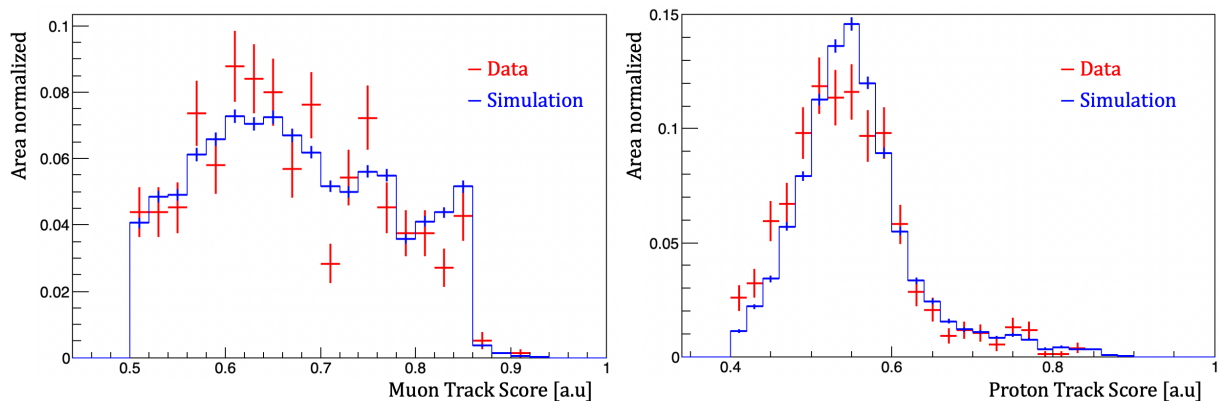 Area normalized
0.1
0.08
0.06
0.04
0.02
0
0.5
0.6
0.7
0.8
0.9
1
Data
Simulation
Muon Track Score [a.u]
Area normalized
0.15
0.1
0.05
0
0.4
0.6
0.8
1
Data
Simulation
Proton Track Score [a.u]